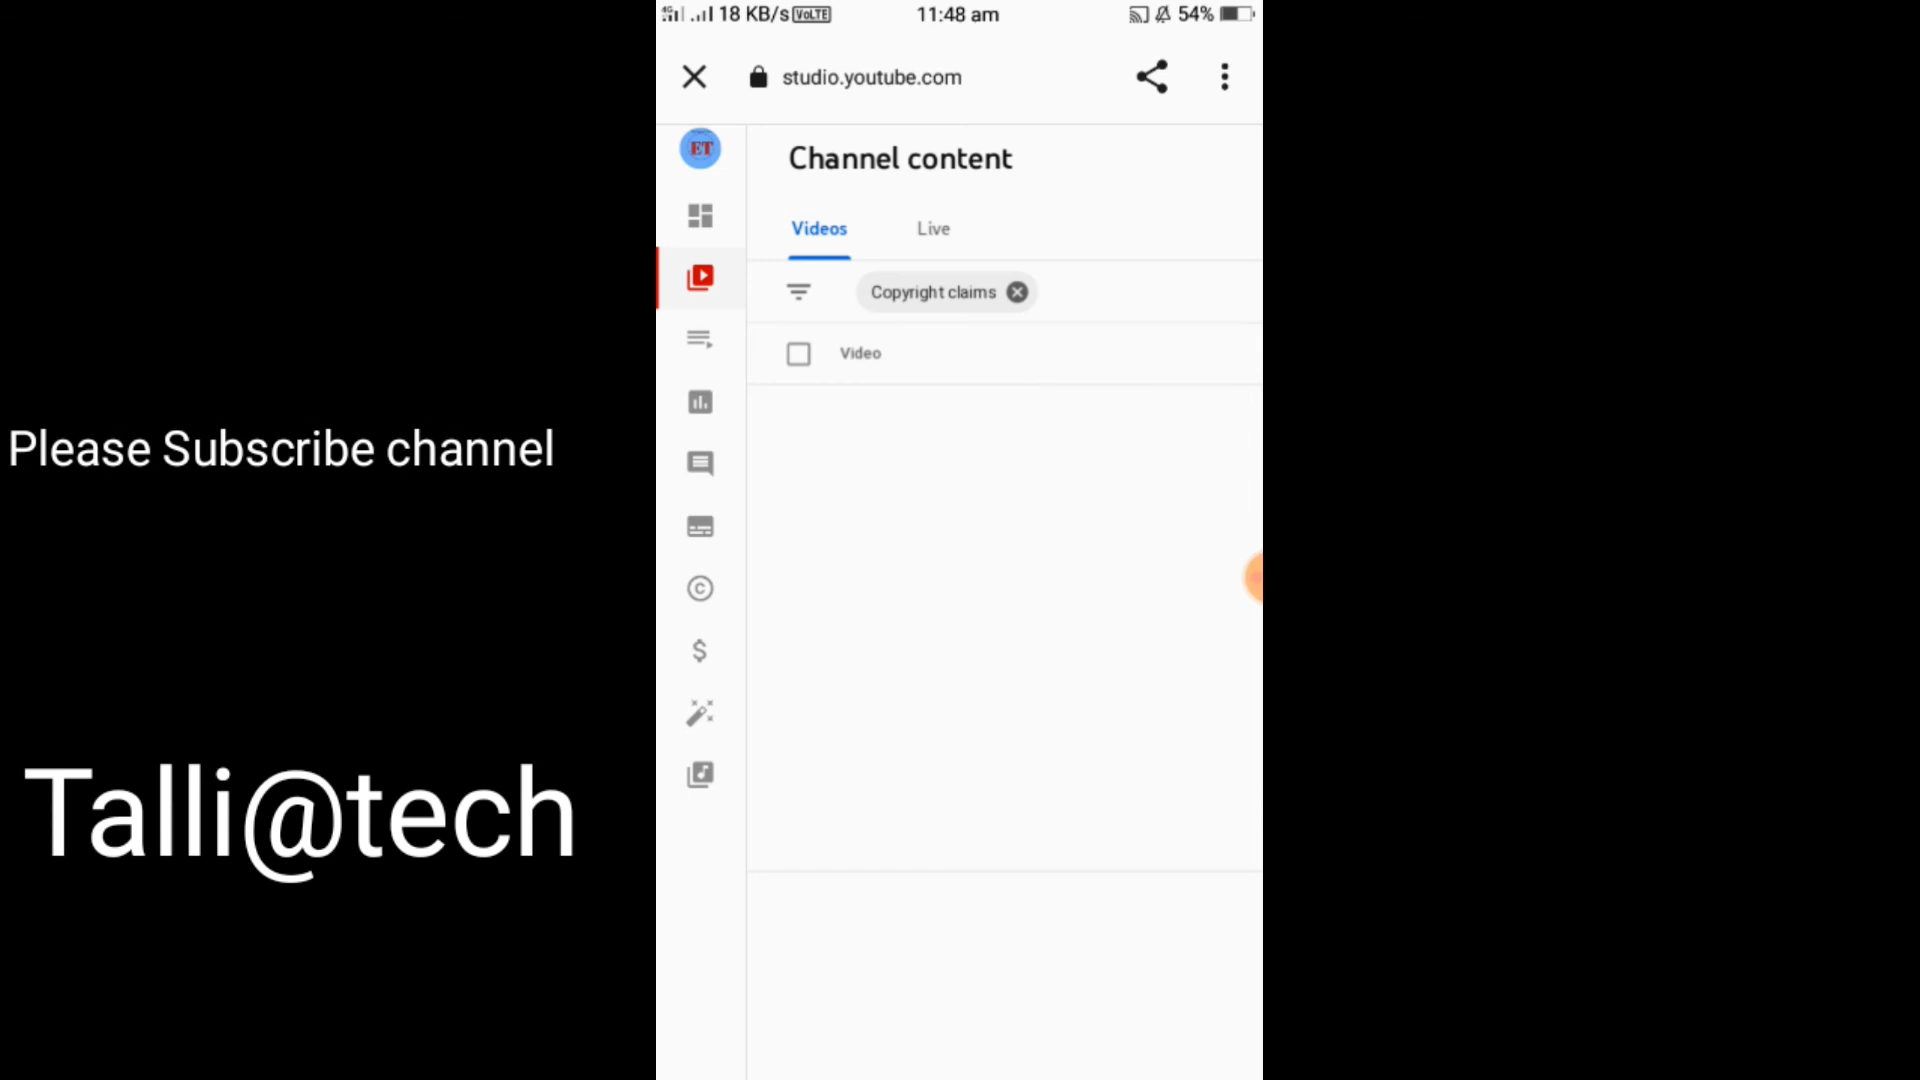 18 KB/s VoLTE 11:48 am 54%
studio.youtube.com
ET
Channel content
Videos Live
Copyright claims
Video
Please Subscribe channel
Talli@tech